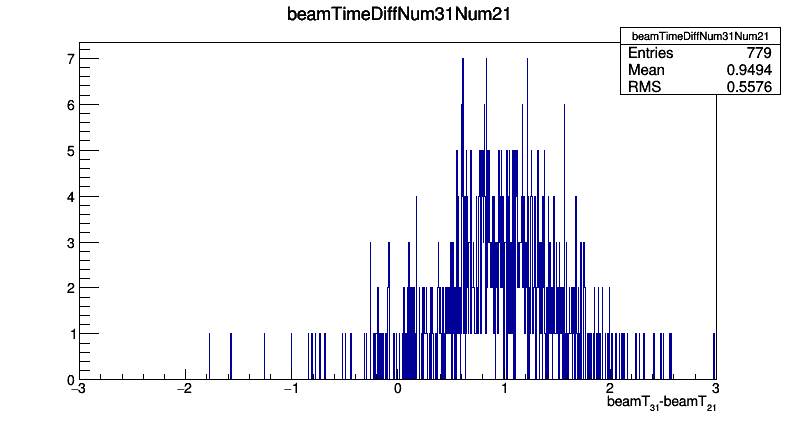 beamTimeDiffNum31Num21
beamTimeDiffNum31Num21
Entries 779
Mean 0.9494
RMS 0.5576
7
6
5
4
3
2
1
0
−3 −2 −1 0 1 2 3
beamT31-beamT21